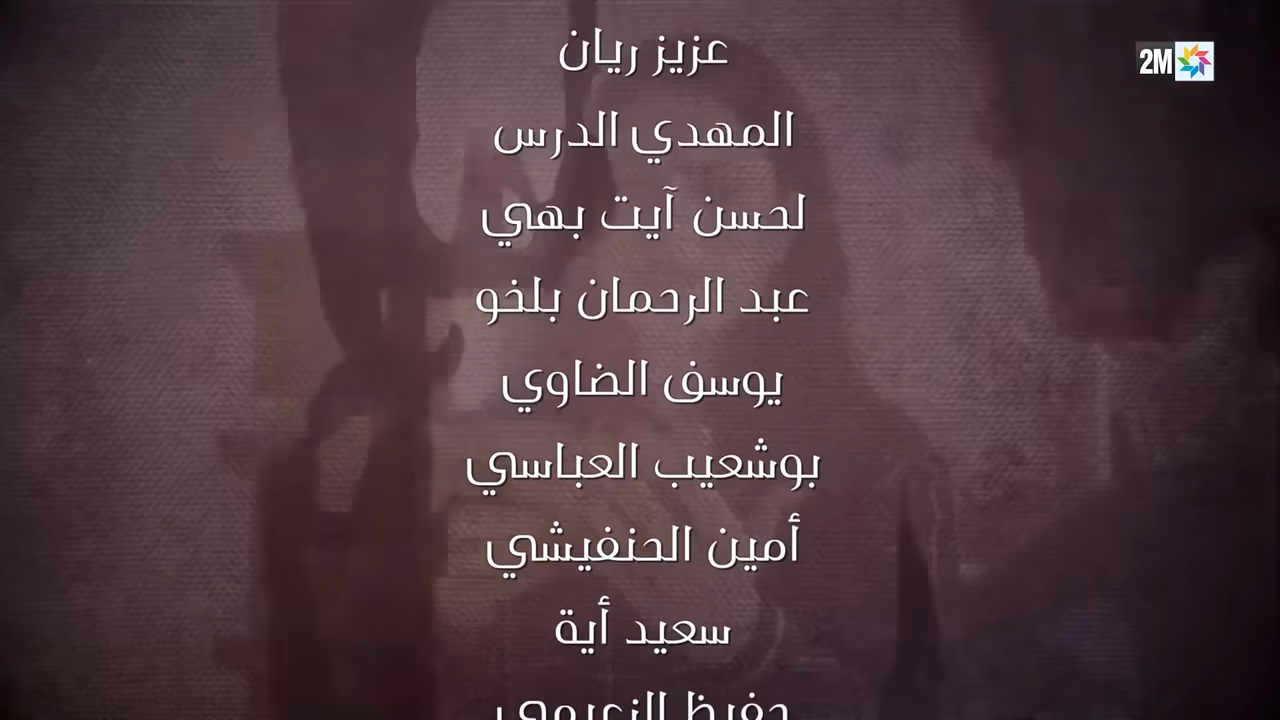 2M
عزيز ريان
المهدي الدرس
لحسن آيت بهي
عبد الرحمان بلخو
يوسف الضاوي
بوشعيب العباسي
أمين الحنفيشي
سعيد أية
حفيظ